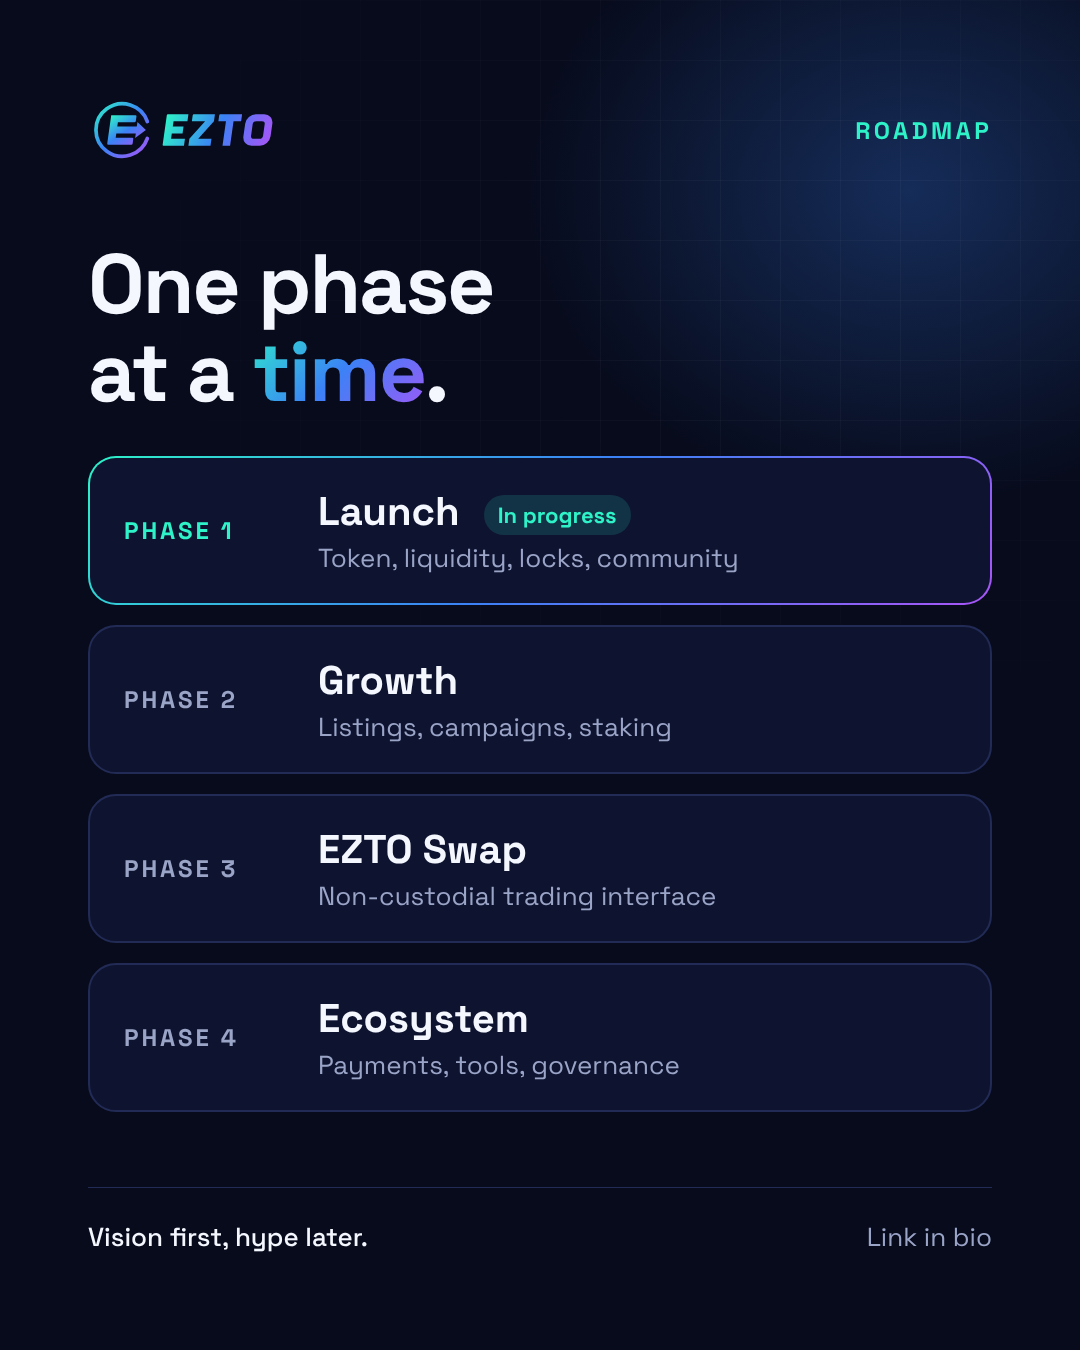 EZTO
ROADMAP
One phase
at a time.
PHASE 1
Launch
In progress
Token, liquidity, locks, community
PHASE 2
Growth
Listings, campaigns, staking
PHASE 3
EZTO Swap
Non-custodial trading interface
PHASE 4
Ecosystem
Payments, tools, governance
Vision first, hype later.
Link in bio